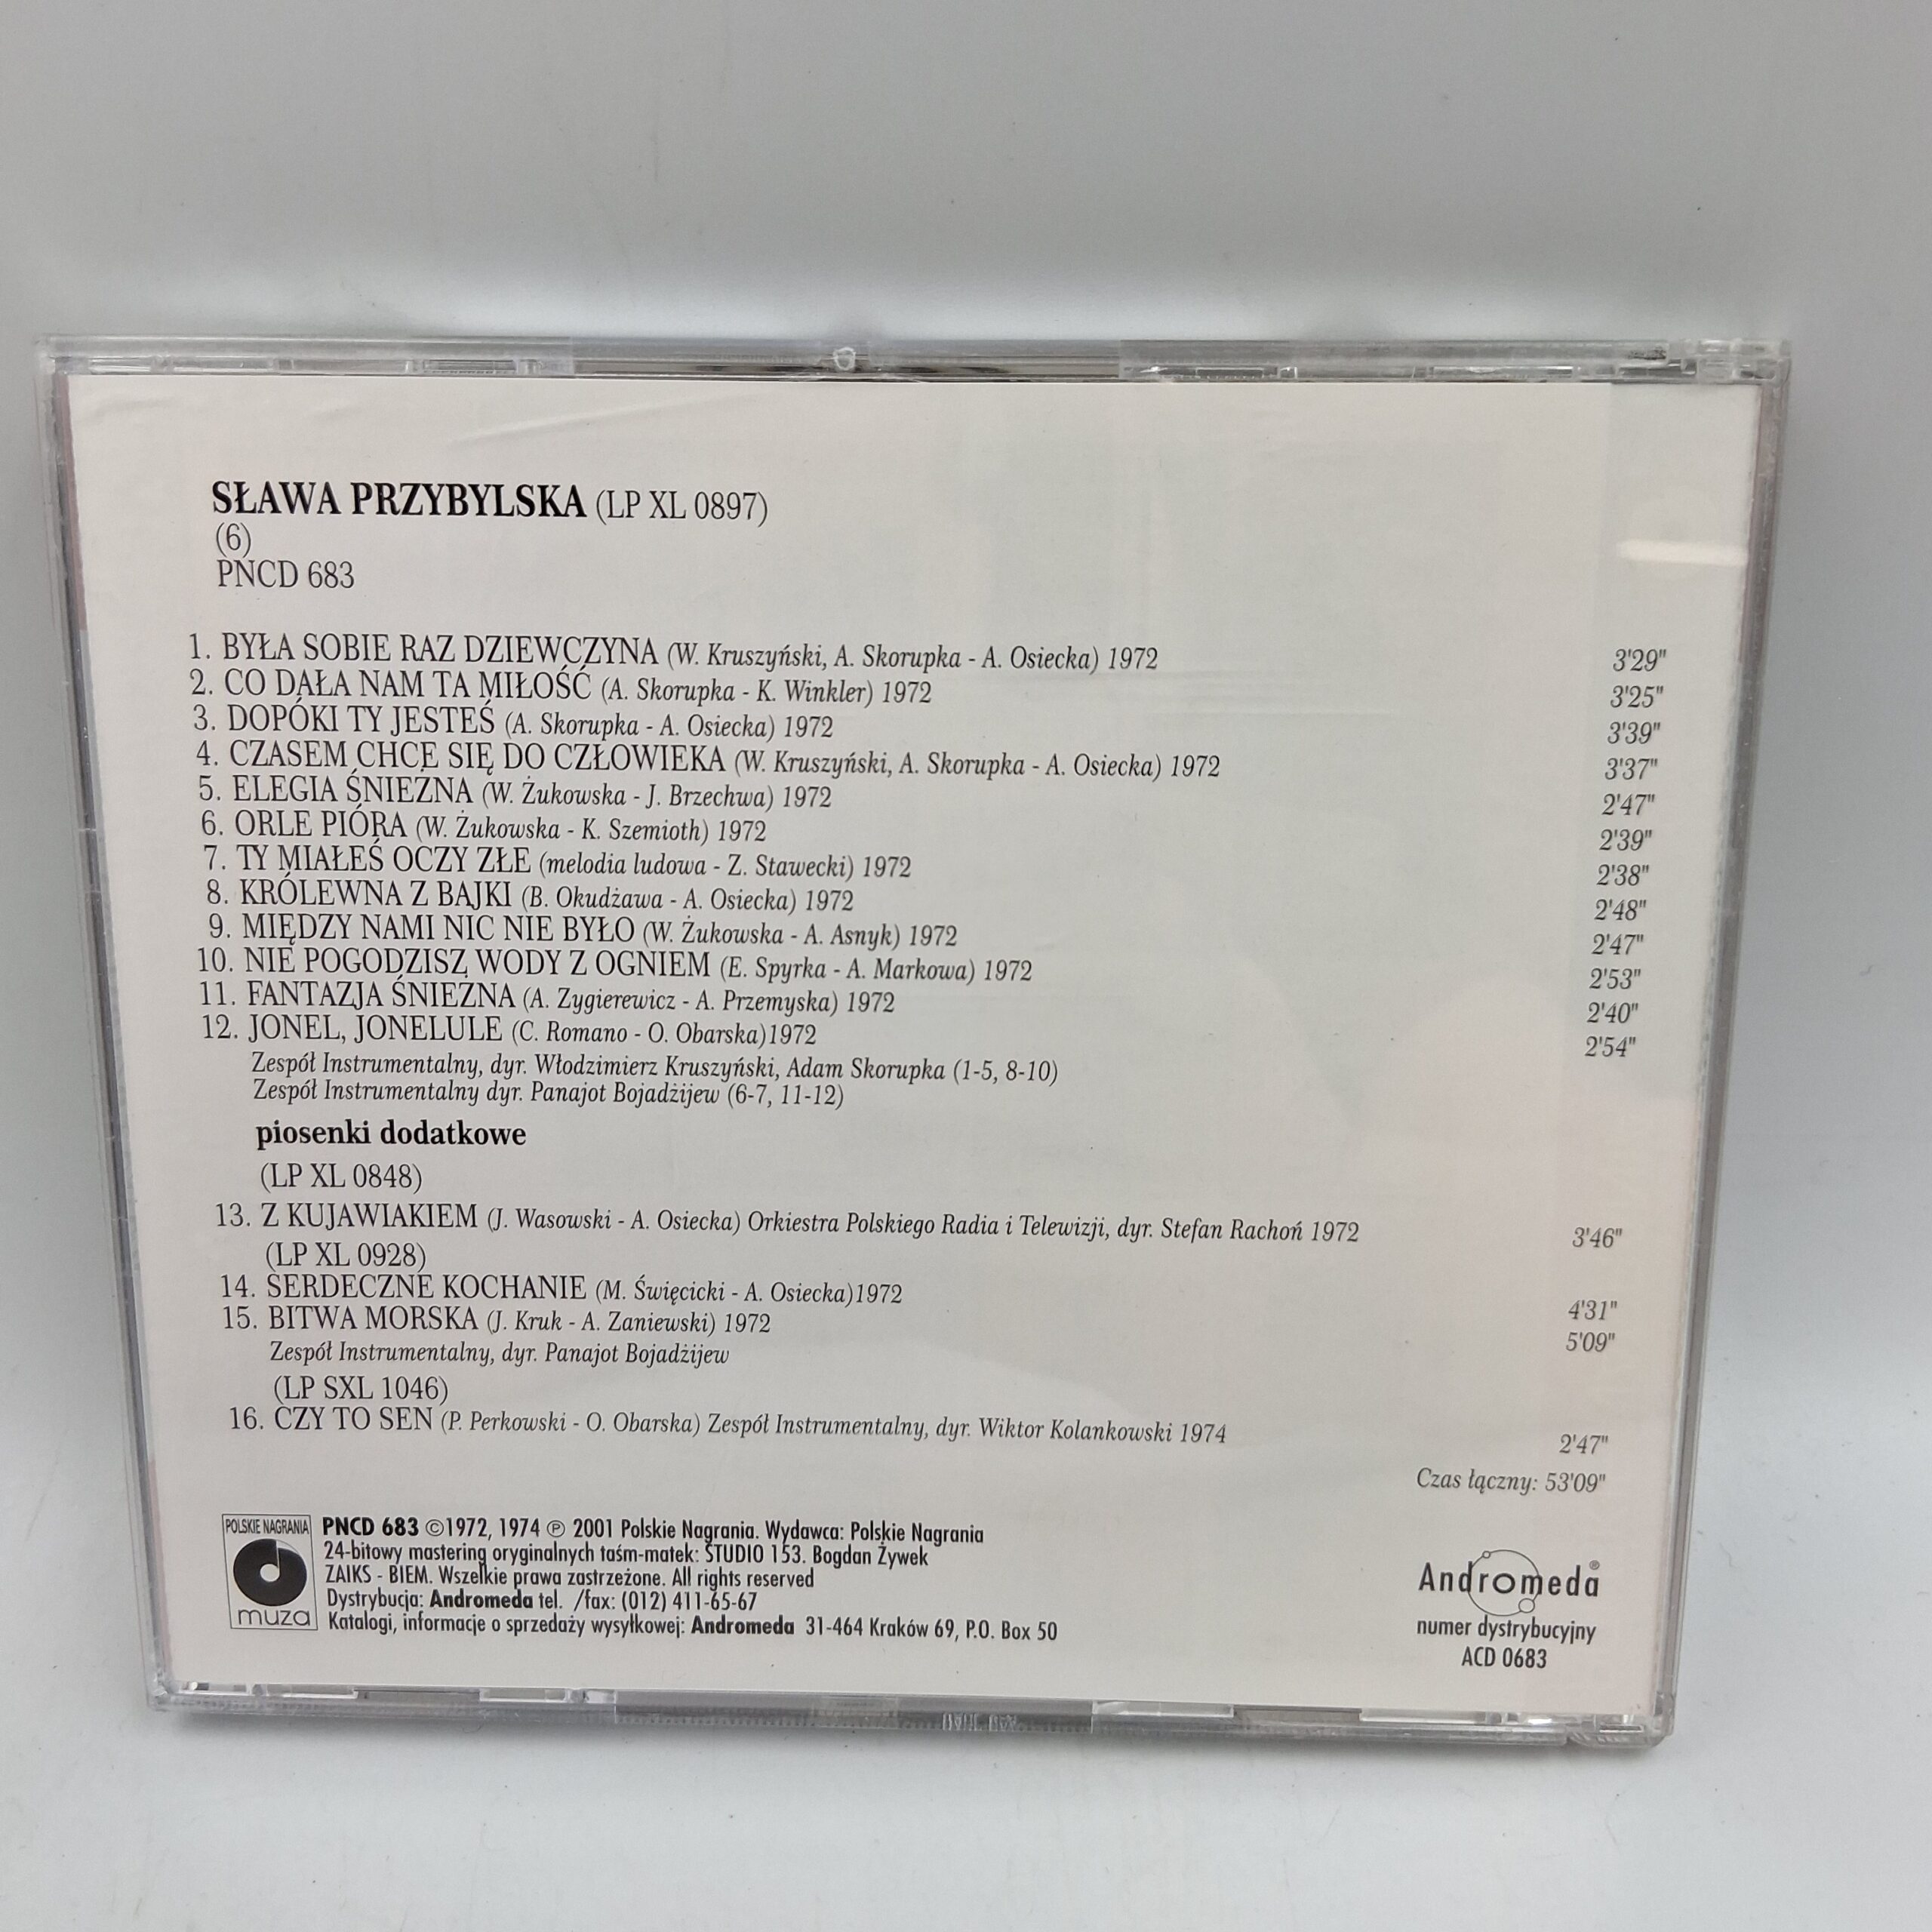 SŁAWA PRZYBYLSKA (LP XL 0897)
(6)
PNCD 683
1. BYŁA SOBIE RAZ DZIEWCZYNA (W. Kruszyński, A. Skorupka - A. Osiecka) 1972 3'29"
2. CO DAŁA NAM TA MIŁOŚĆ (A. Skorupka - K. Winkler) 1972 3'25"
3. DOPÓKI TY JESTEŚ (A. Skorupka - A. Osiecka) 1972 3'39"
4. CZASEM CHCE SIĘ DO CZŁOWIEKA (W. Kruszyński, A. Skorupka - A. Osiecka) 1972 3'37"
5. ELEGIA ŚNIEŻNA (W. Żukowska - J. Brzechwa) 1972 2'47"
6. ORLE PIÓRA (W. Żukowska - K. Szemioth) 1972 2'39"
7. TY MIAŁEŚ OCZY ZŁE (melodia ludowa - Z. Stawecki) 1972 2'38"
8. KRÓLEWNA Z BAJKI (B. Okudżawa - A. Osiecka) 1972 2'48"
9. MIĘDZY NAMI NIC NIE BYŁO (W. Żukowska - A. Asnyk) 1972 2'47"
10. NIE POGODZISZ WODY Z OGNIEM (E. Spyrka - A. Markowa) 1972 2'53"
11. FANTAZJA ŚNIEŻNA (A. Zygierewicz - A. Przemyska) 1972 2'40"
12. JONEL, JONELULE (C. Romano - O. Obarska)1972 2'54"
Zespół Instrumentalny, dyr. Włodzimierz Kruszyński, Adam Skorupka (1-5, 8-10)
Zespół Instrumentalny dyr. Panajot Bojadżijew (6-7, 11-12)
piosenki dodatkowe
(LP XL 0848)
13. Z KUJAWIAKIEM (J. Wasowski - A. Osiecka) Orkiestra Polskiego Radia i Telewizji, dyr. Stefan Rachoń 1972 3'46"
(LP XL 0928)
14. SERDECZNE KOCHANIE (M. Święcicki - A. Osiecka)1972 4'31"
15. BITWA MORSKA (J. Kruk - A. Zaniewski) 1972 5'09"
Zespół Instrumentalny, dyr. Panajot Bojadżijew
(LP SXL 1046)
16. CZY TO SEN (P. Perkowski - O. Obarska) Zespół Instrumentalny, dyr. Wiktor Kolankowski 1974 2'47"
Czas łączny: 53'09"
POLSKIE NAGRANIA
muza
PNCD 683 ©1972, 1974 ℗ 2001 Polskie Nagrania. Wydawca: Polskie Nagrania
24-bitowy mastering oryginalnych taśm-matek: STUDIO 153. Bogdan Żywek
ZAIKS - BIEM. Wszelkie prawa zastrzeżone. All rights reserved
Dystrybucja: Andromeda tel. /fax: (012) 411-65-67
Katalogi, informacje o sprzedaży wysyłkowej: Andromeda 31-464 Kraków 69, P.O. Box 50
Andromeda ®
numer dystrybucyjny
ACD 0683